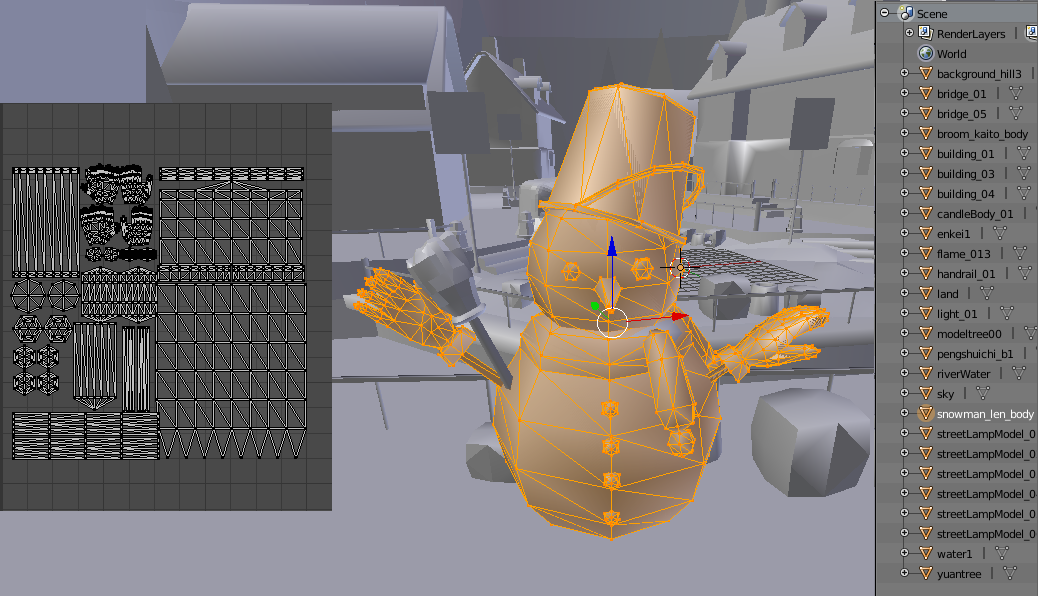 Scene
RenderLayers
World
background_hill3
bridge_01
bridge_05
broom_kaito_body
building_01
building_03
building_04
candleBody_01
enkei1
flame_013
handrail_01
land
light_01
modeltree00
pengshuichi_b1
riverWater
sky
snowman_len_body
streetLampModel_0
streetLampModel_0
streetLampModel_0
streetLampModel_0
streetLampModel_0
streetLampModel_0
water1
yuantree